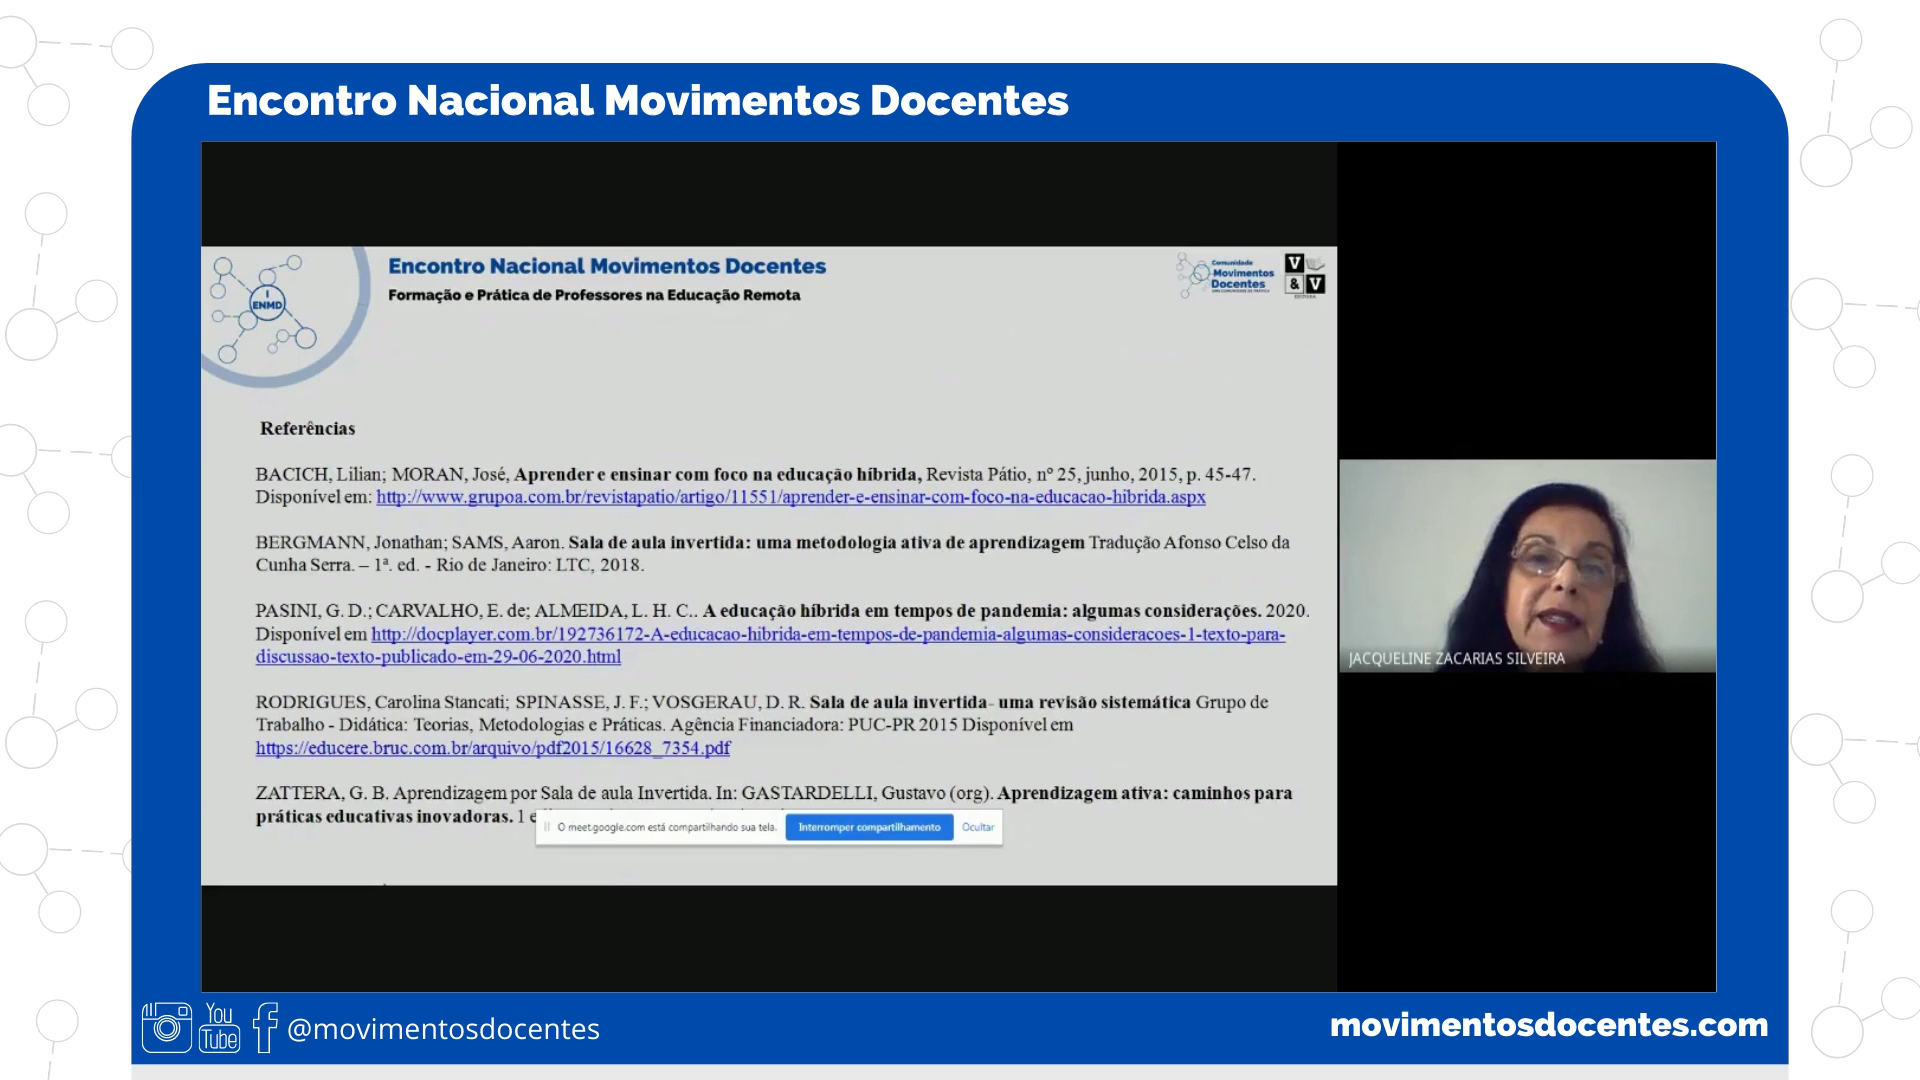 Encontro Nacional Movimentos Docentes
I
ENMD
Encontro Nacional Movimentos Docentes
Formação e Prática de Professores na Educação Remota
Comunidade
Movimentos
Docentes
V
& V
EDITORA
Referências
BACICH, Lilian; MORAN, José, Aprender e ensinar com foco na educação híbrida, Revista Pátio, nº 25, junho, 2015, p. 45-47.
Disponível em: http://www.grupoa.com.br/revistapatio/artigo/11551/aprender-e-ensinar-com-foco-na-educacao-hibrida.aspx
BERGMANN, Jonathan; SAMS, Aaron. Sala de aula invertida: uma metodologia ativa de aprendizagem Tradução Afonso Celso da
Cunha Serra. – 1ª. ed. - Rio de Janeiro: LTC, 2018.
PASINI, G. D.; CARVALHO, E. de; ALMEIDA, L. H. C.. A educação híbrida em tempos de pandemia: algumas considerações. 2020.
Disponível em http://docplayer.com.br/192736172-A-educacao-hibrida-em-tempos-de-pandemia-algumas-consideracoes-1-texto-para-
discussao-texto-publicado-em-29-06-2020.html
RODRIGUES, Carolina Stancati; SPINASSE, J. F.; VOSGERAU, D. R. Sala de aula invertida- uma revisão sistemática Grupo de
Trabalho - Didática: Teorias, Metodologias e Práticas. Agência Financiadora: PUC-PR 2015 Disponível em
https://educere.bruc.com.br/arquivo/pdf2015/16628_7354.pdf
ZATTERA, G. B. Aprendizagem por Sala de aula Invertida. In: GASTARDELLI, Gustavo (org). Aprendizagem ativa: caminhos para
práticas educativas inovadoras. 1 e
O meet.google.com está compartilhando sua tela. Interromper compartilhamento Ocultar
JACQUELINE ZACARIAS SILVEIRA
You
Tube
@movimentosdocentes
movimentosdocentes.com